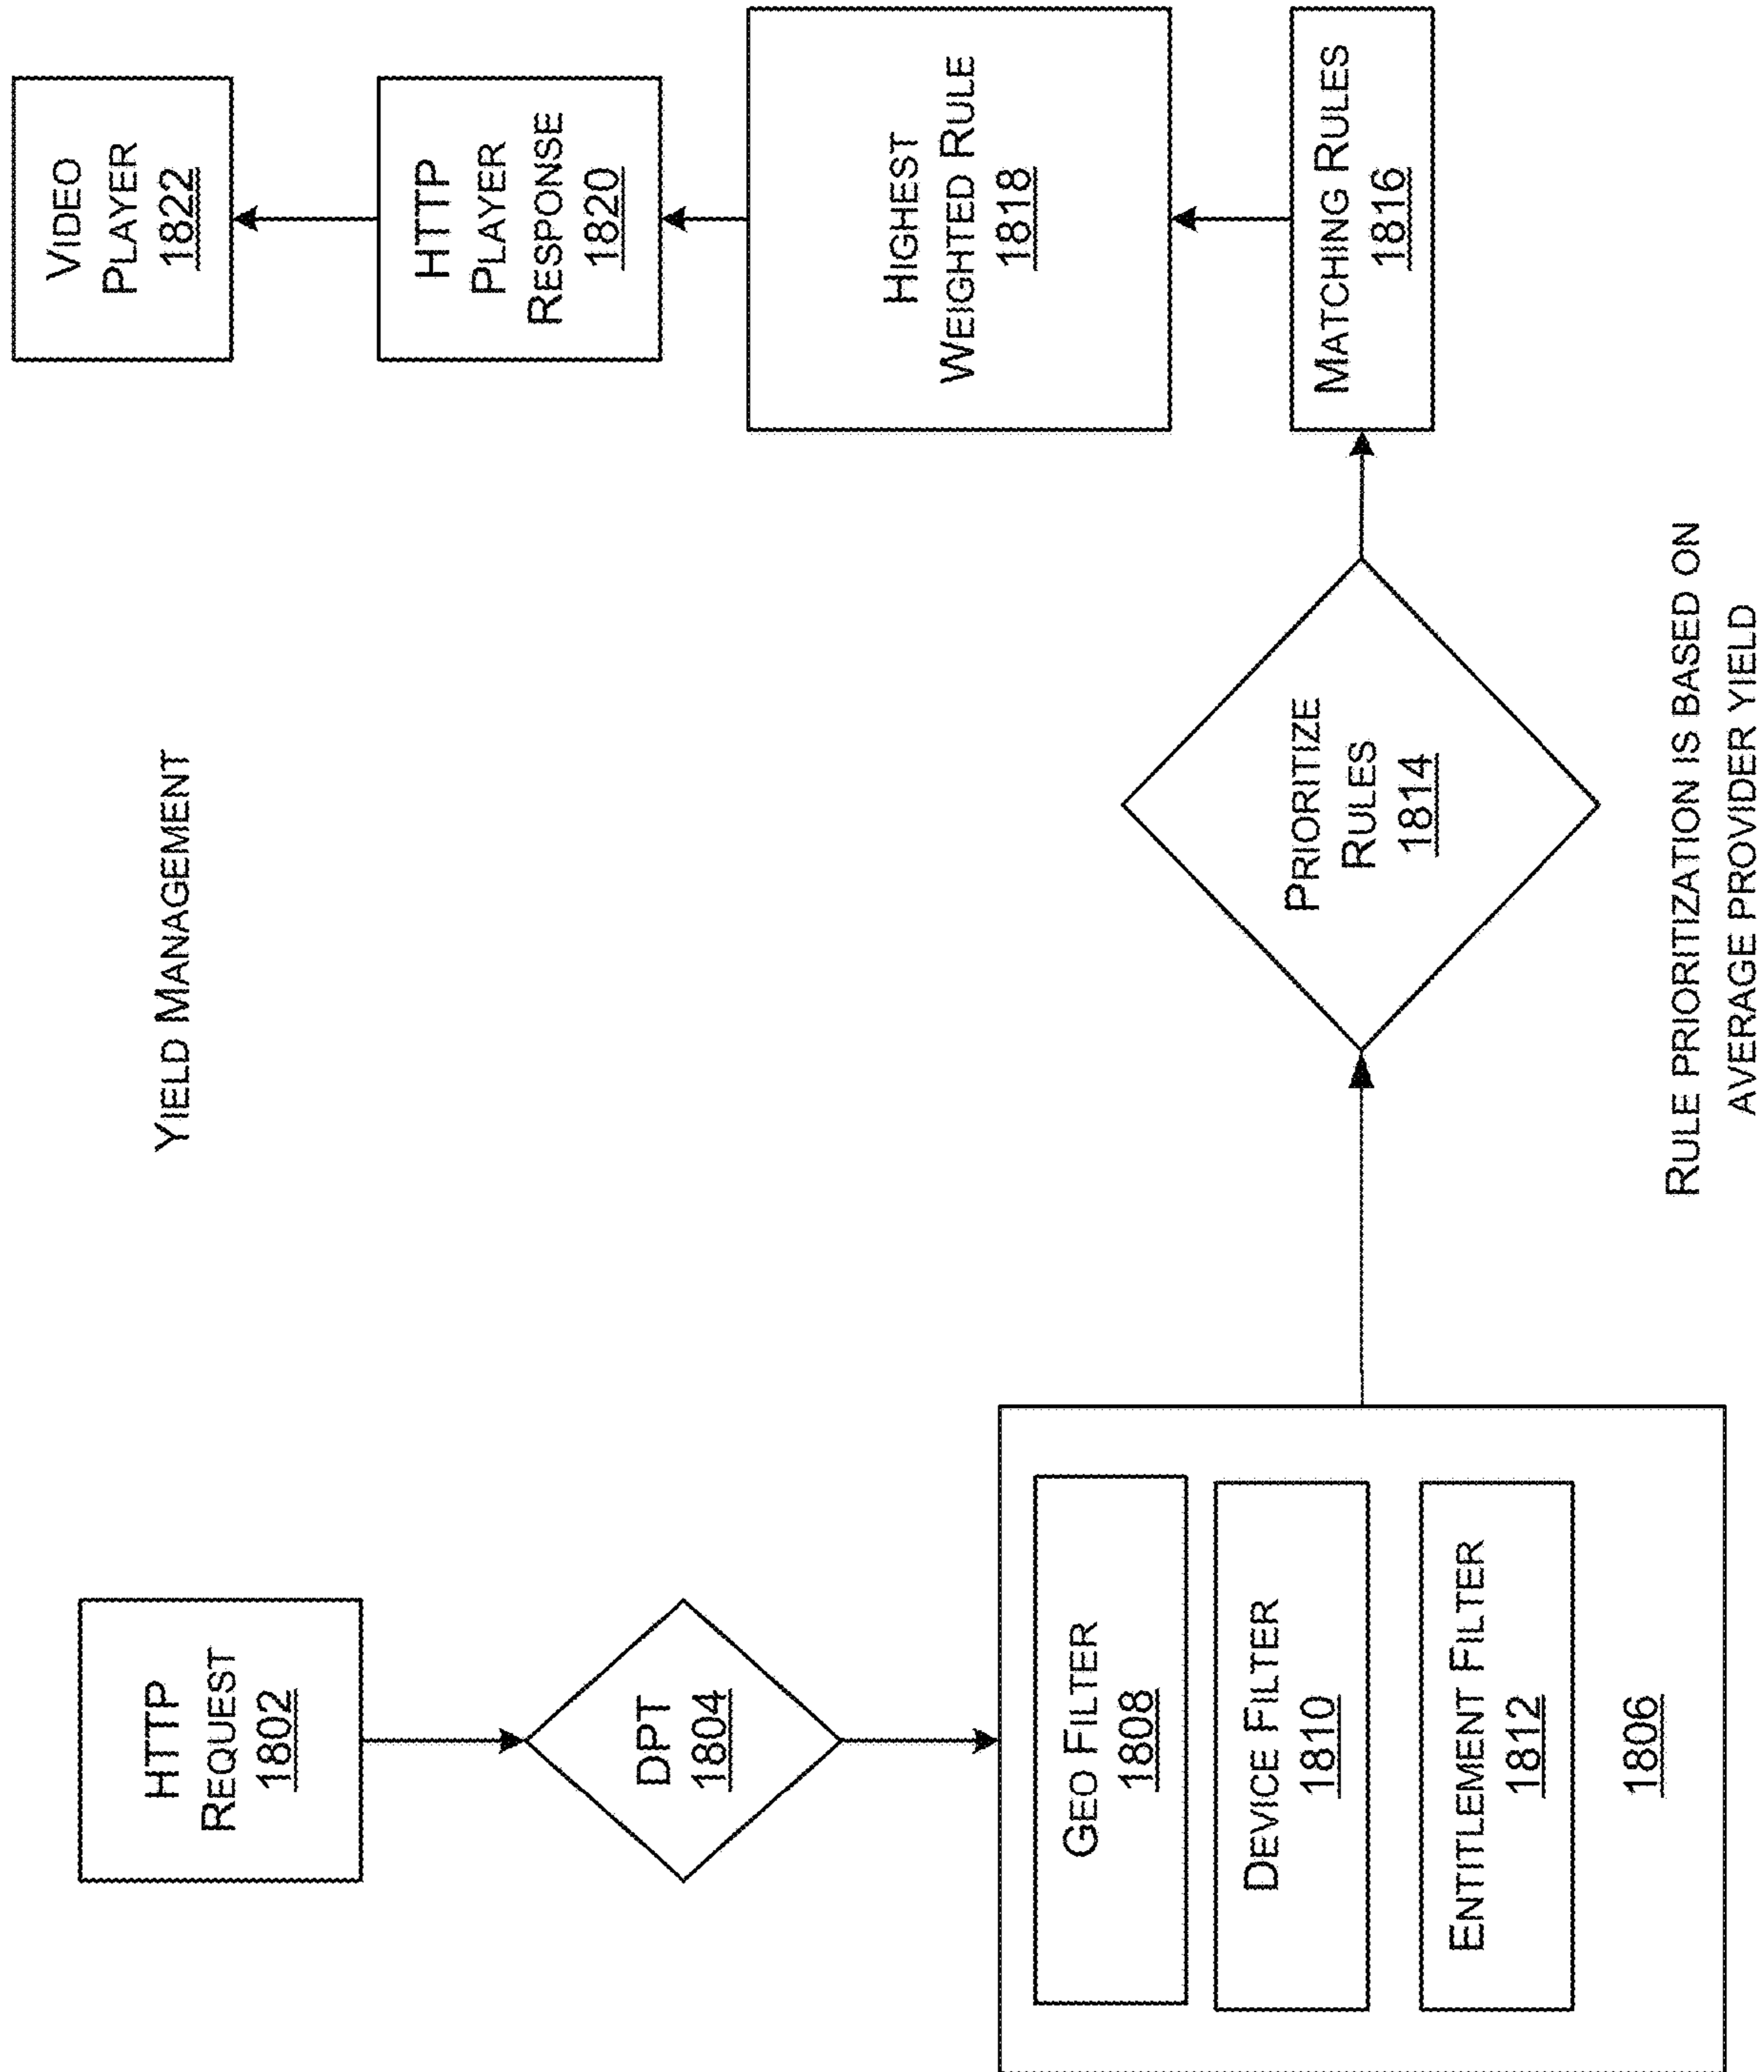 YIELD MANAGEMENT
HTTP
REQUEST
1802
DPT
1804
GEO FILTER
1808
DEVICE FILTER
1810
ENTITLEMENT FILTER
1812
1806
PRIORITIZE
RULES
1814
RULE PRIORITIZATION IS BASED ON
AVERAGE PROVIDER YIELD
MATCHING RULES
1816
HIGHEST
WEIGHTED RULE
1818
HTTP
PLAYER
RESPONSE
1820
VIDEO
PLAYER
1822